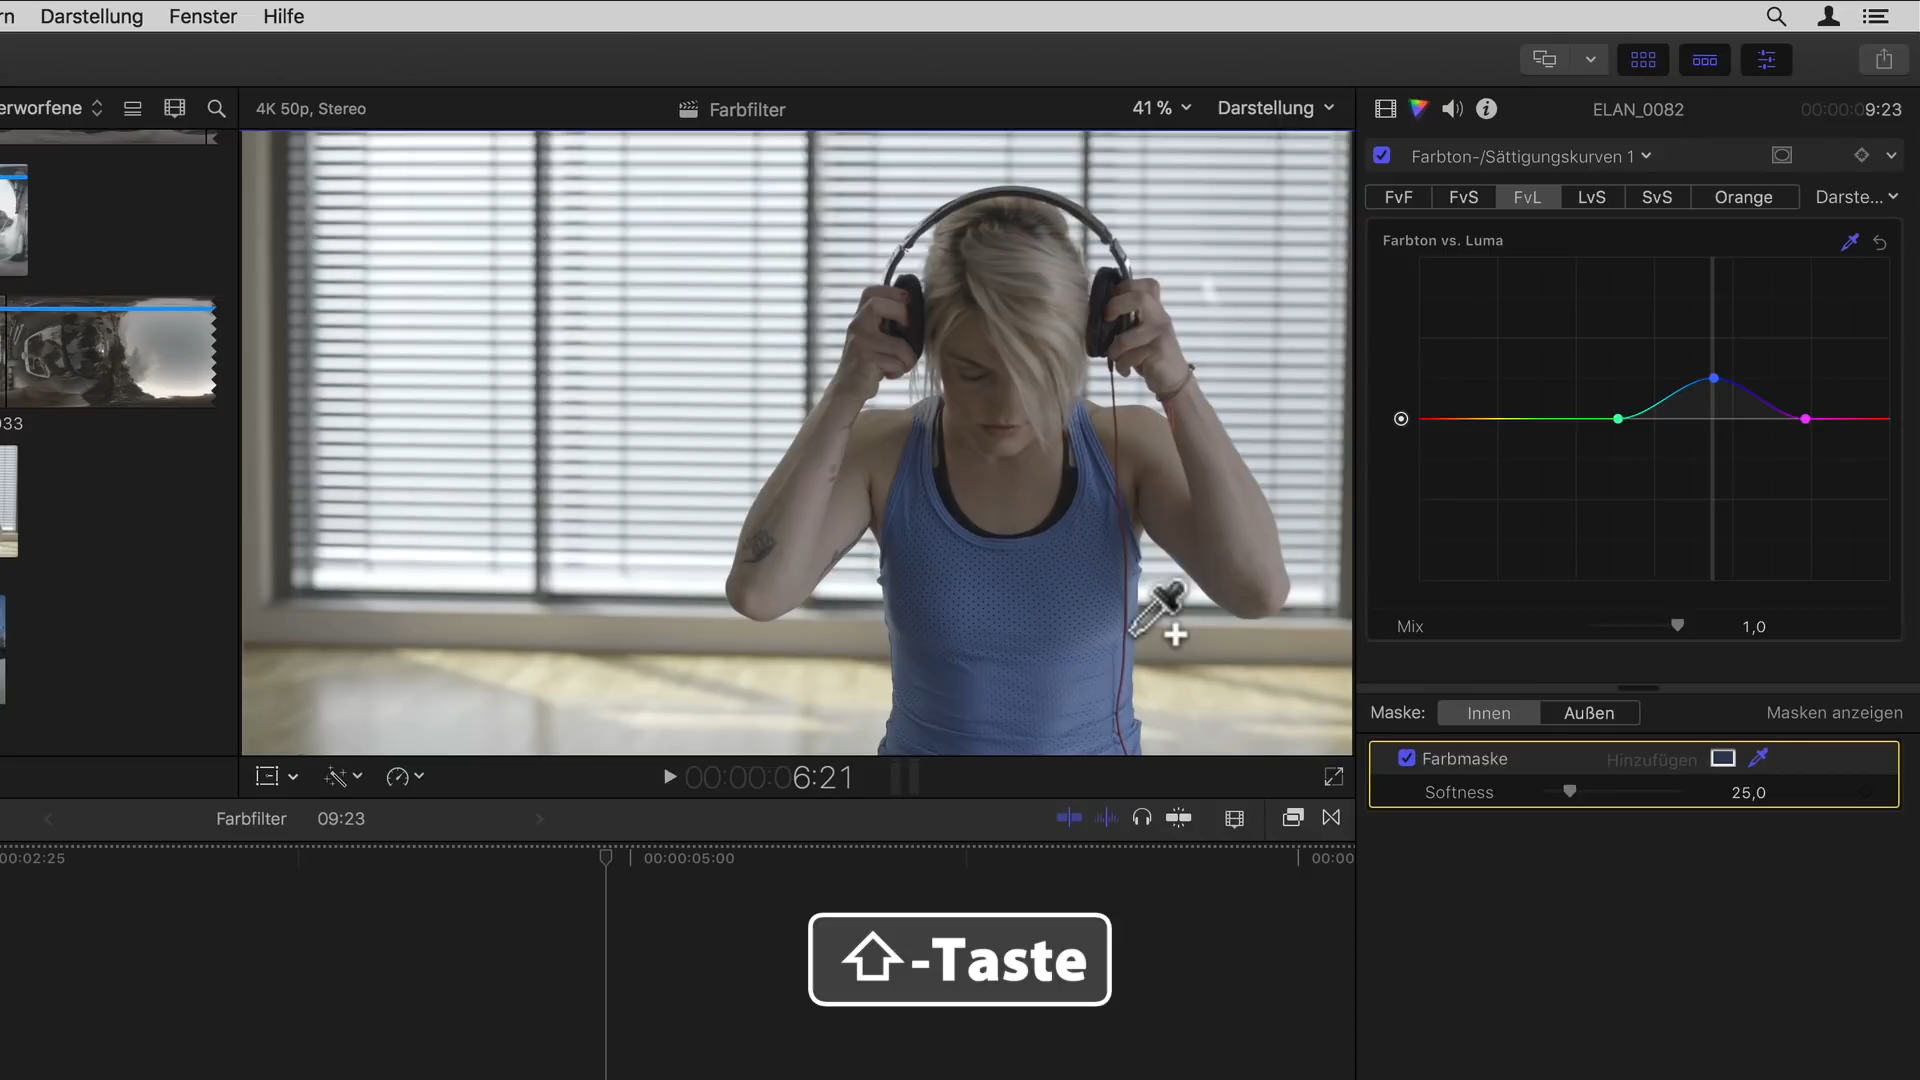 rn Darstellung Fenster Hilfe
erworfene
4K 50p, Stereo
Farbfilter
41 %
Darstellung
ELAN_0082
00:00:09:23
Farbton-/Sättigungskurven 1
FvF FvS FvL LvS SvS Orange Darste...
Farbton vs. Luma
033
Mix 1,0
Maske: Innen Außen Masken anzeigen
Farbmaske Hinzufügen
Softness 25,0
00:00:06:21
Farbfilter 09:23
00:02:25
00:00:05:00
00:00
-Taste